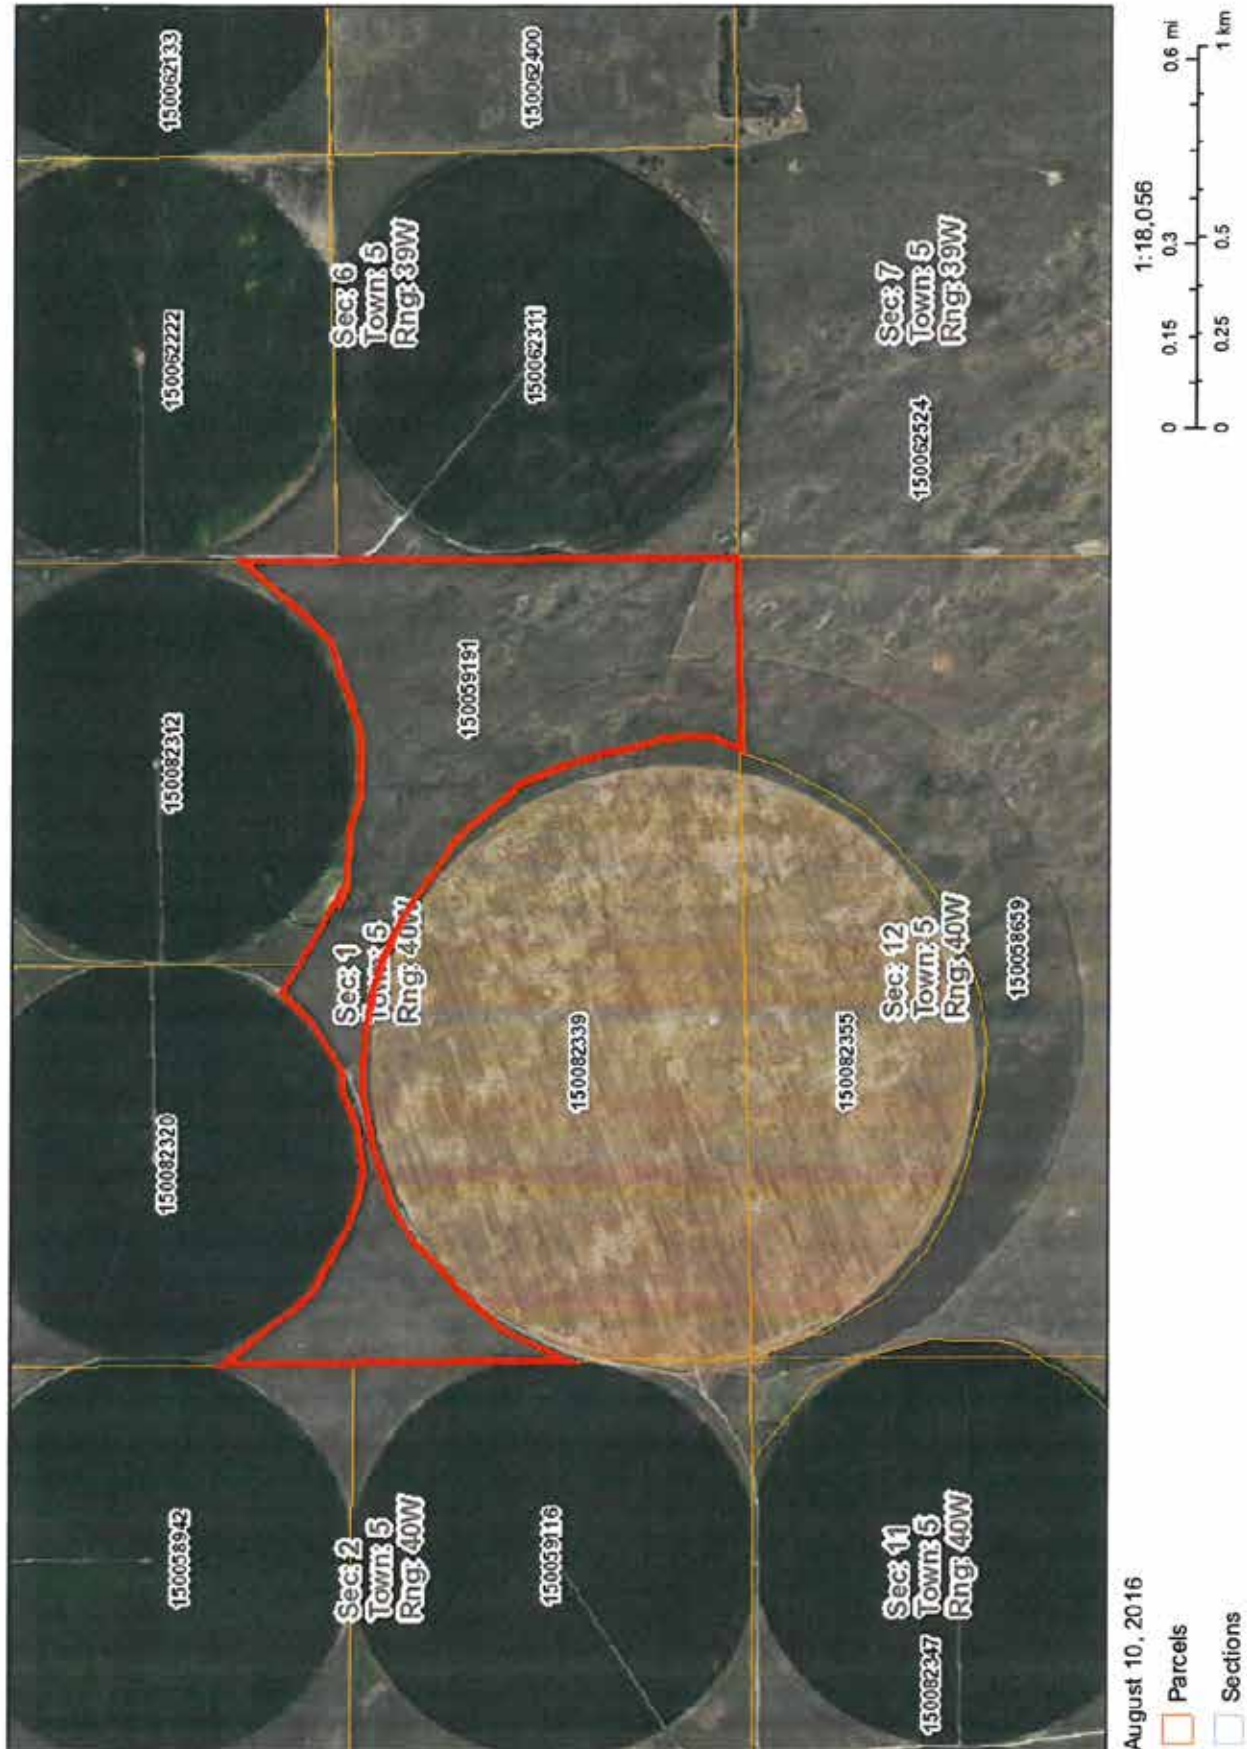 150058942
150082320
150082312
150062222
150062133
Sec: 2
Town: 5
Rng: 40W
Sec: 1
Town: 5
Rng: 40W
Sec: 6
Town: 5
Rng: 39W
150059116
150082339
150059191
150062311
150062400
150082347
Sec: 11
Town: 5
Rng: 40W
150082355
Sec: 12
Town: 5
Rng: 40W
150058659
150062524
Sec: 7
Town: 5
Rng: 39W
August 10, 2016
Parcels
Sections
1:18,056
0 0.15 0.3 0.6 mi
0 0.25 0.5 1 km